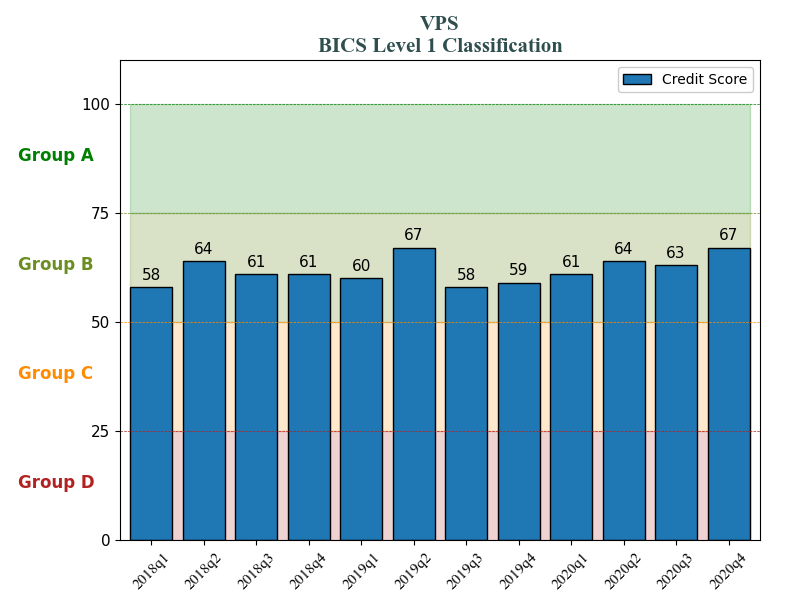 VPS
BICS Level 1 Classification
Credit Score
100
Group A
75
67
67
64
64
63
Group B
61
61
61
60
59
58
58
50
Group C
25
Group D
0
2018q1 2018q2 2018q3 2018q4 2019q1 2019q2 2019q3 2019q4 2020q1 2020q2 2020q3 2020q4